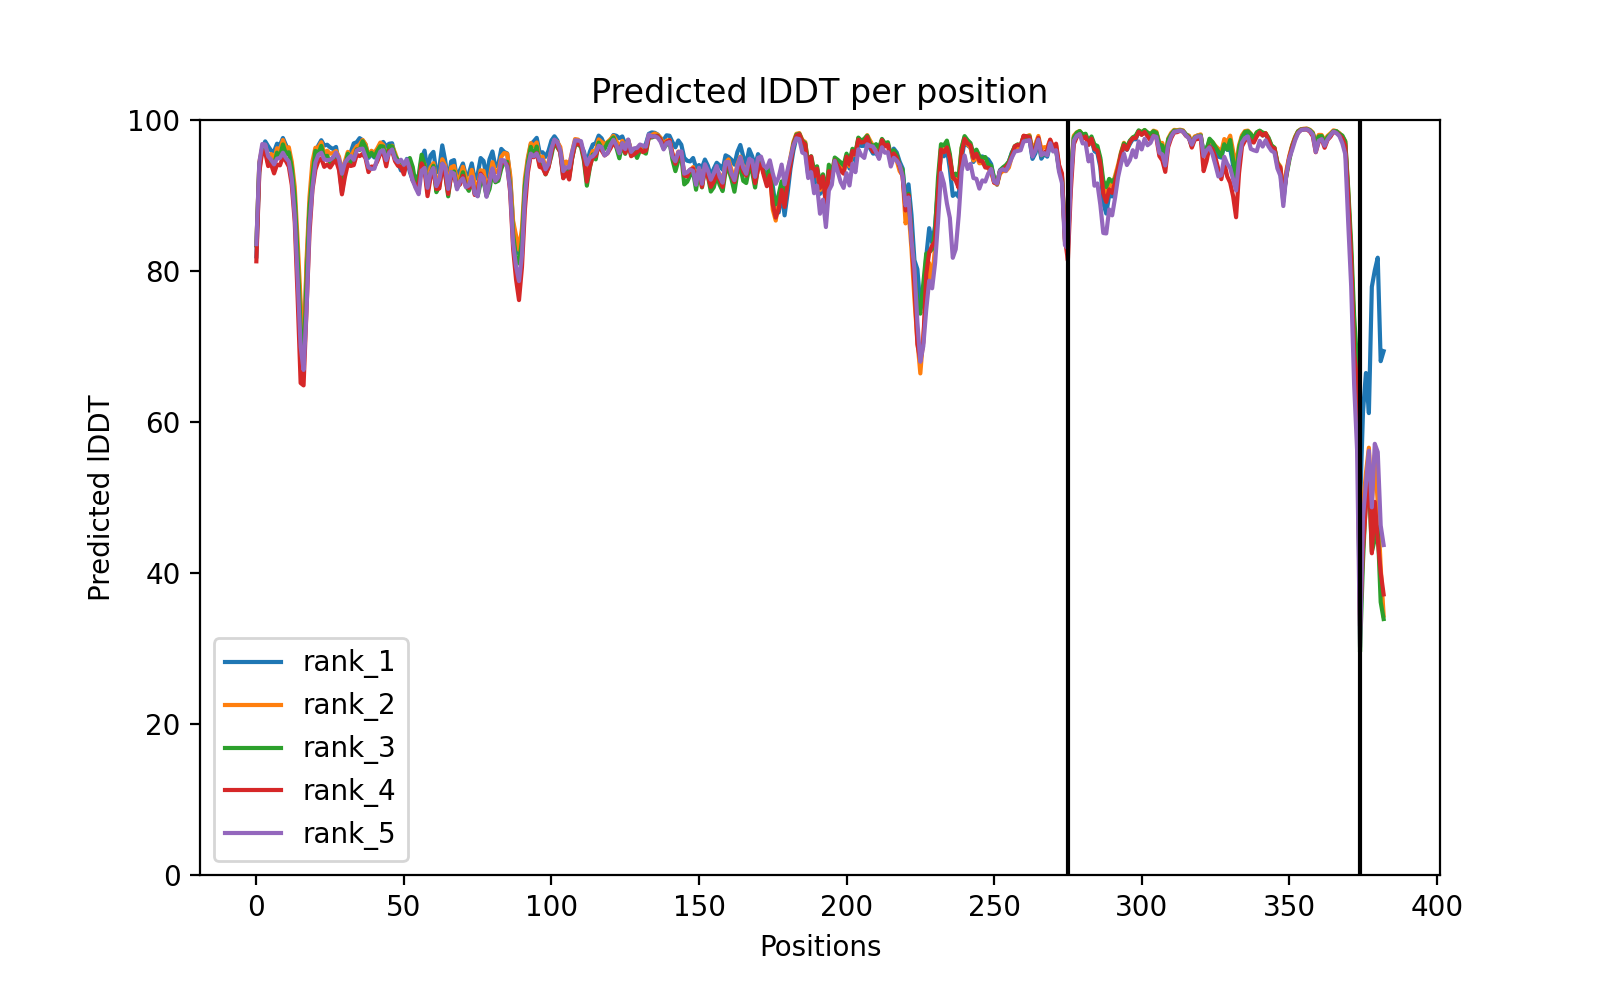 Predicted lDDT per position
100
80
60
40
20
0
Predicted lDDT
rank_1
rank_2
rank_3
rank_4
rank_5
0 50 100 150 200 250 300 350 400
Positions